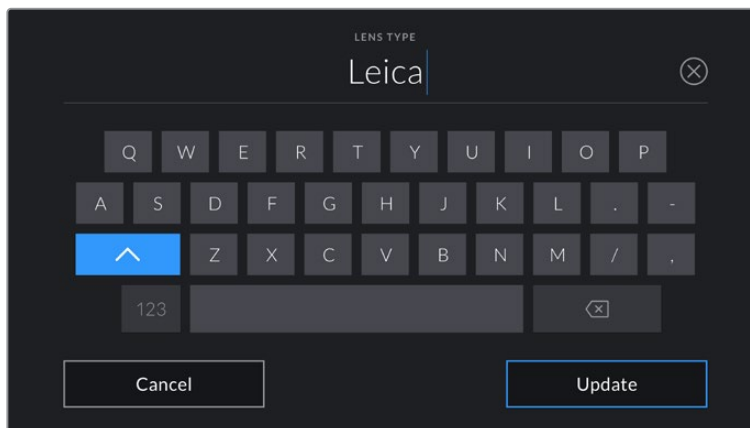 LENS TYPE
Leica
Q W E R T Y U I O P
A S D F G H J K L . -
Z X C V B N M / ,
123
Cancel Update